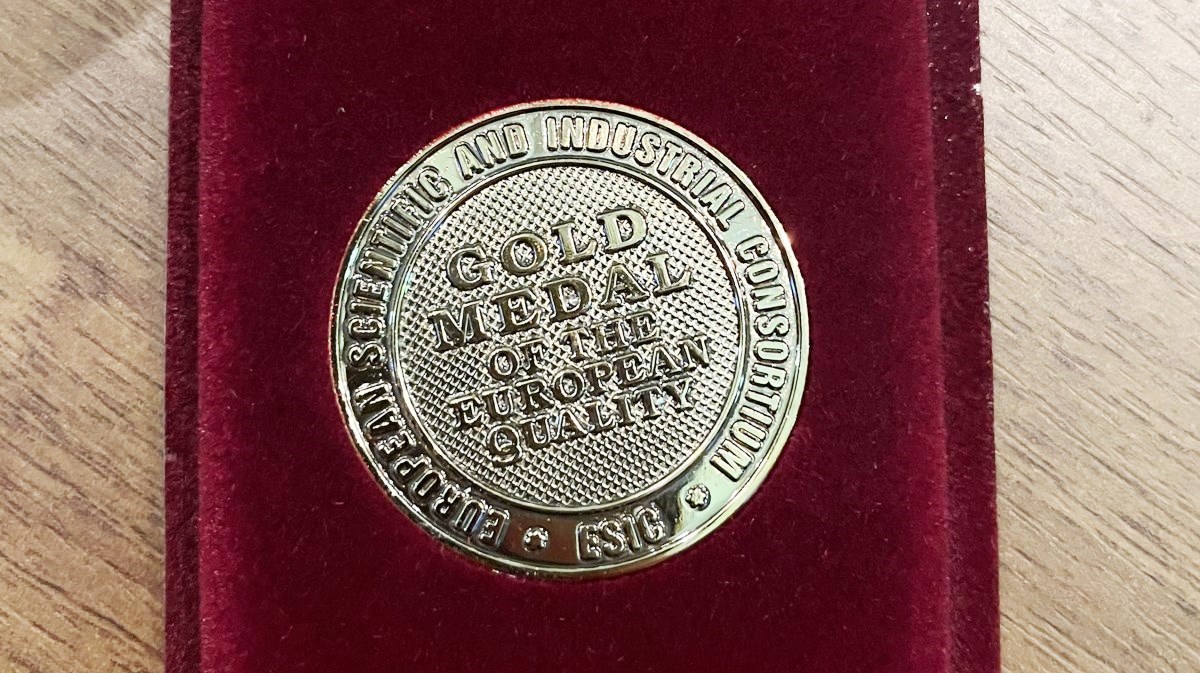 EUROPEAN SCIENTIFIC AND INDUSTRIAL CONSORTIUM
ESIC
GOLD
MEDAL
OF THE
EUROPEAN
QUALITY